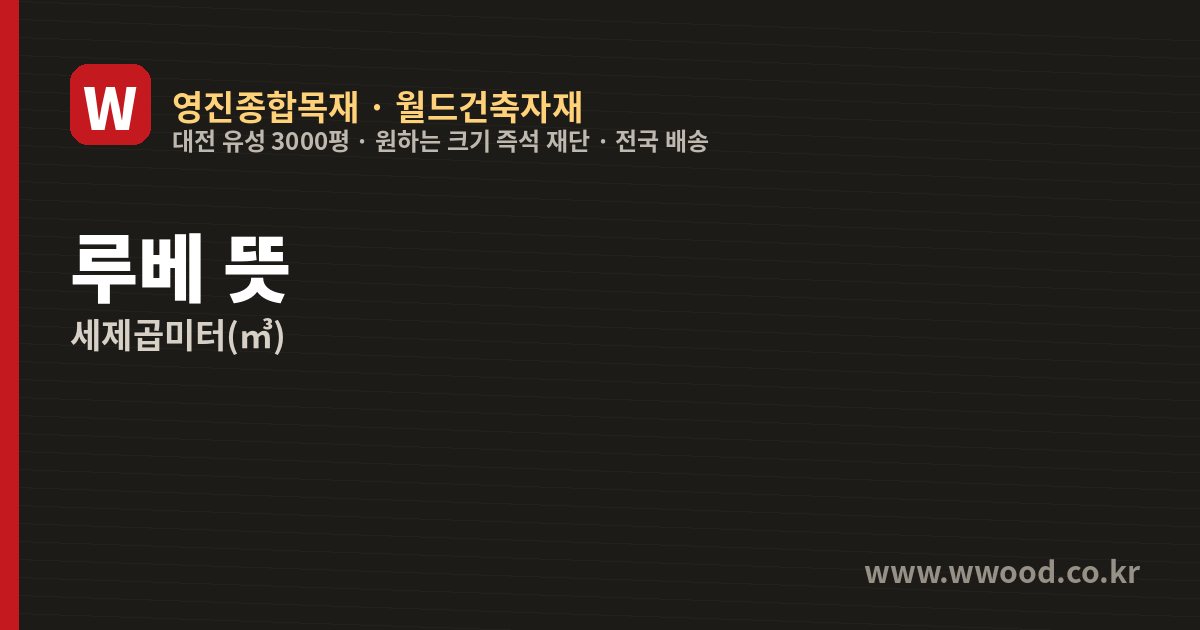 W
영진종합목재 · 월드건축자재
대전 유성 3000평 · 원하는 크기 즉석 재단 · 전국 배송
루베 뜻
세제곱미터(㎥)
www.wwood.co.kr